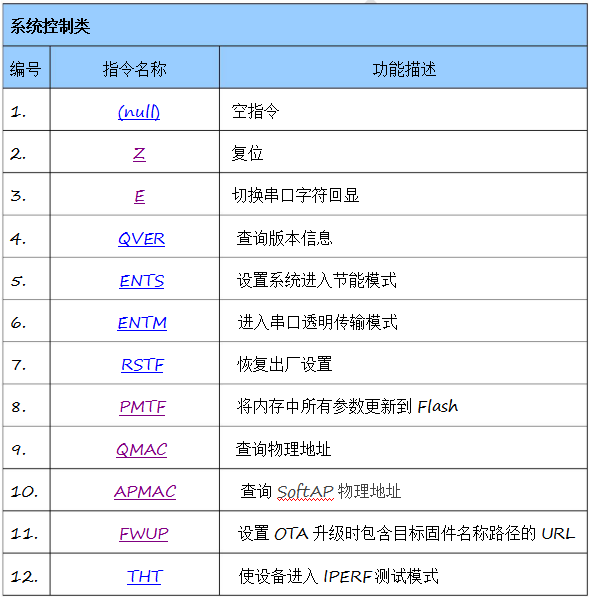 系统控制类
编号 指令名称 功能描述
1. (null) 空指令
2. Z 复位
3. E 切换串口字符回显
4. QVER 查询版本信息
5. ENTS 设置系统进入节能模式
6. ENTM 进入串口透明传输模式
7. RSTF 恢复出厂设置
8. PMTF 将内存中所有参数更新到 Flash
9. QMAC 查询物理地址
10. APMAC 查询 SoftAP 物理地址
11. FWUP 设置 OTA 升级时包含目标固件名称路径的 URL
12. THT 使设备进入 IPERF 测试模式